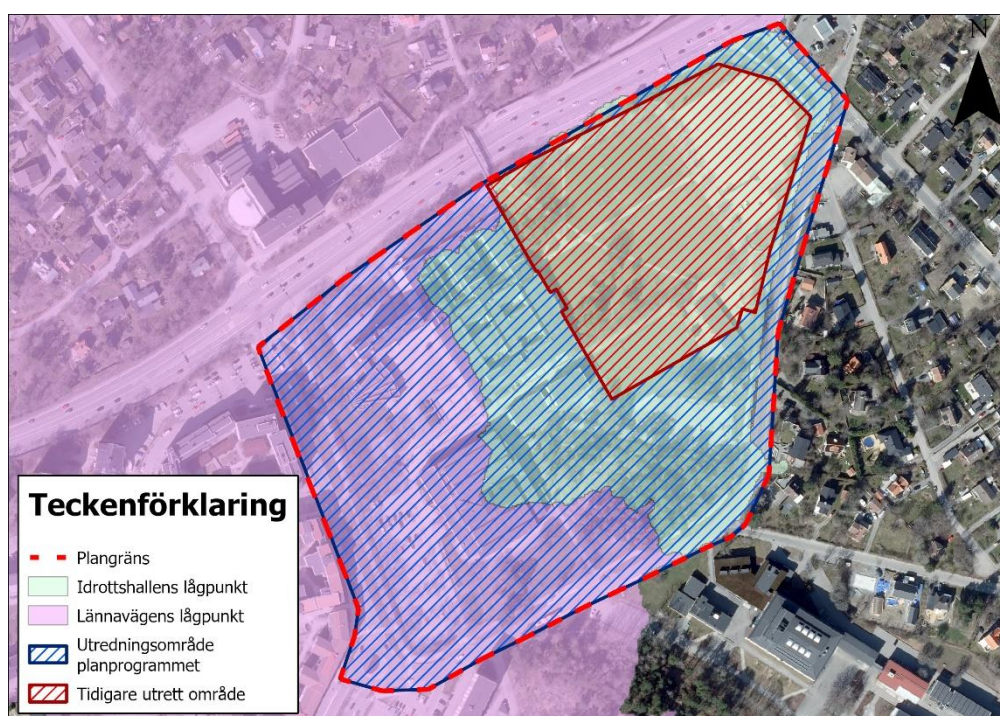 N
Teckenförklaring
Plangräns
Idrottshallens lågpunkt
Lännavägens lågpunkt
Utredningsområde
planprogrammet
Tidigare utrett område